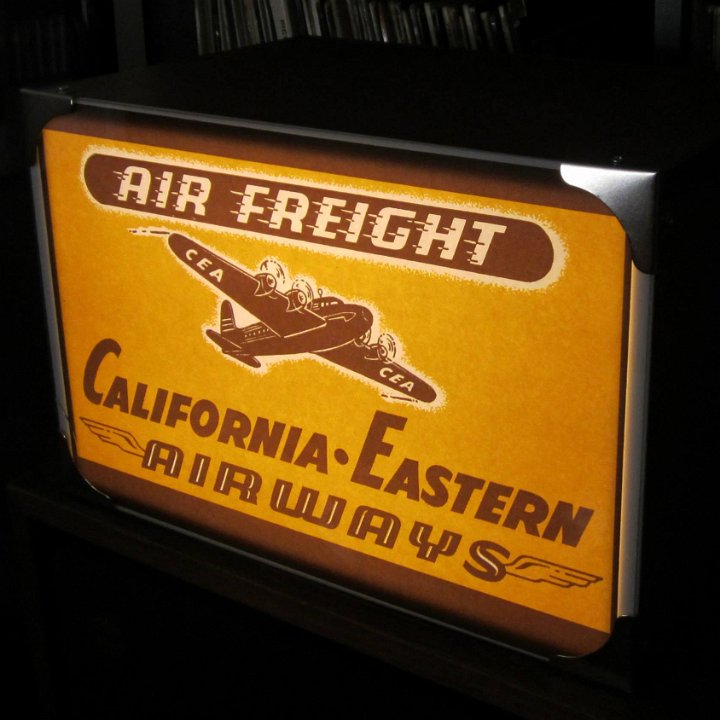 AIR FREIGHT
CEA
CEA
CALIFORNIA · EASTERN
AIRWAYS